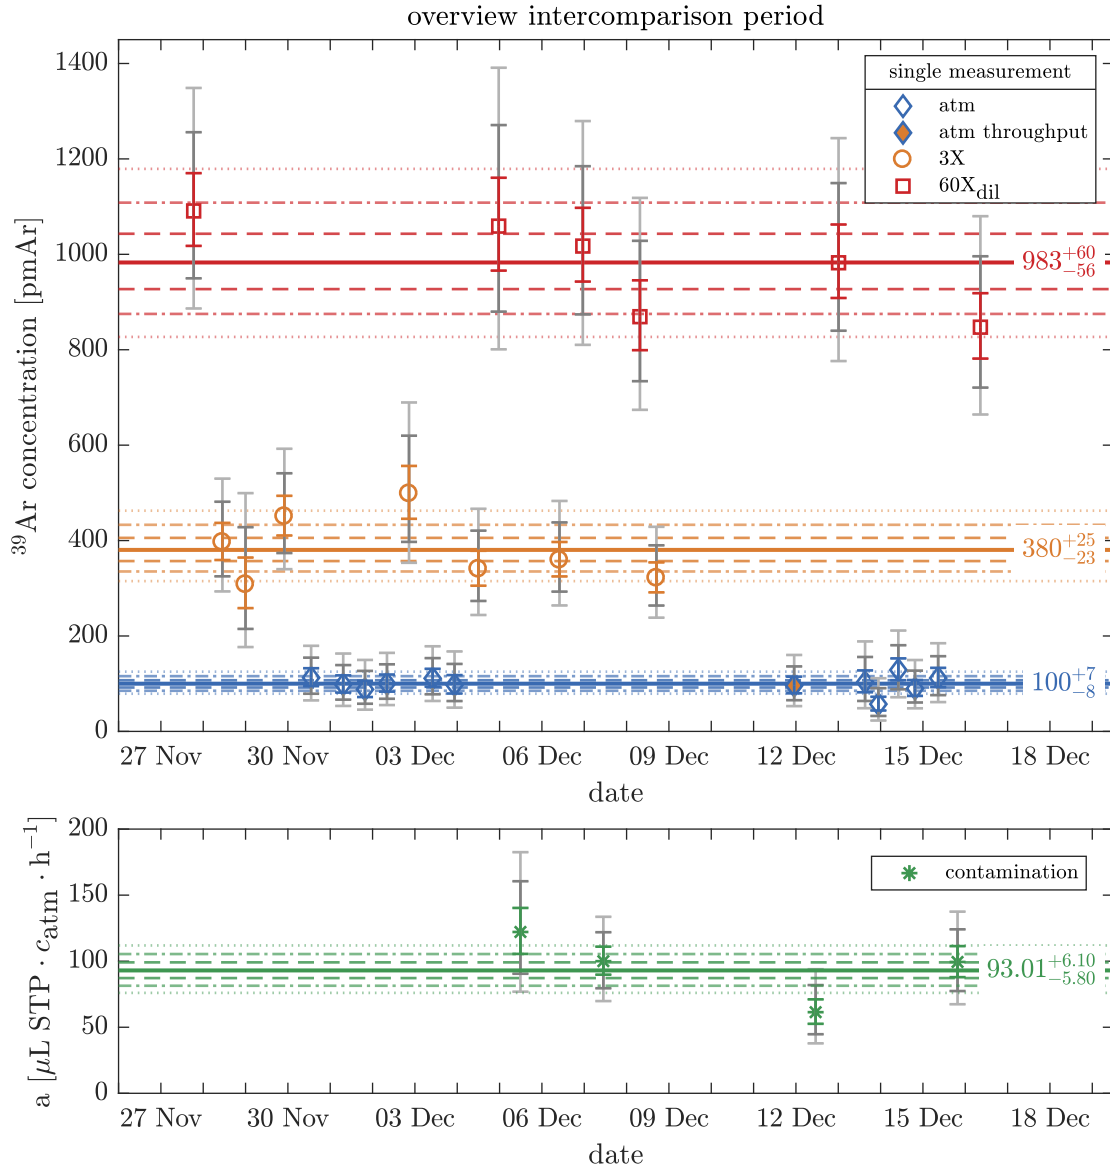 overview intercomparison period
1400
1200
1000
800
600
400
200
0
³⁹Ar concentration [pmAr]
single measurement
atm
atm throughput
3X
60X_dil
983^{+60}_{−56}
380^{+25}_{−23}
100^{+7}_{−8}
27 Nov 30 Nov 03 Dec 06 Dec 09 Dec 12 Dec 15 Dec 18 Dec
date
200
150
100
50
0
a [μL STP · c_atm · h⁻¹]
contamination
93.01^{+6.10}_{−5.80}
27 Nov 30 Nov 03 Dec 06 Dec 09 Dec 12 Dec 15 Dec 18 Dec
date